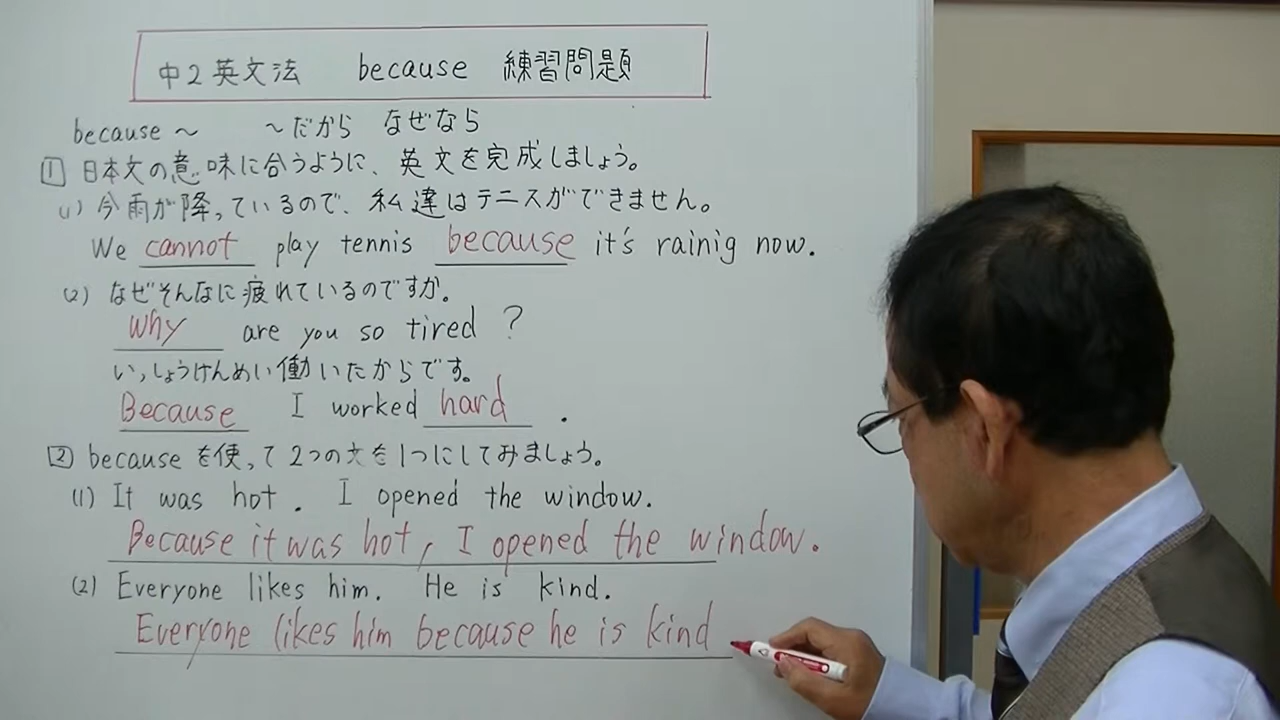 中2英文法 because 練習問題
because～ ～だから なぜなら
1 日本文の意味に合うように、英文を完成しましょう。
(1) 今雨が降っているので、私達はテニスができません。
We cannot play tennis because it's rainig now.
(2) なぜそんなに疲れているのですか。
why are you so tired ?
いっしょうけんめい働いたからです。
Because I worked hard .
2 becauseを使って2つの文を1つにしてみましょう。
(1) It was hot. I opened the window.
Because it was hot, I opened the window.
(2) Everyone likes him. He is kind.
Everyone likes him because he is kind